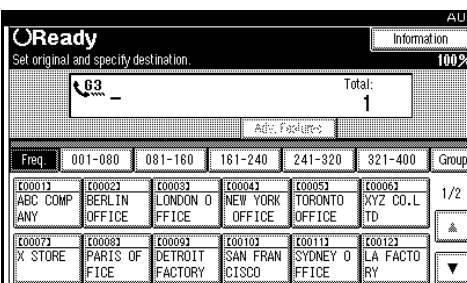 AU
Ready
Information
Set original and specify destination.
100%
63 _
Total:
1
Adv. Features
Freq. 001-080 081-160 161-240 241-320 321-400 Group
[0001] [0002] [0003] [0004] [0005] [0006]
ABC COMP BERLIN LONDON O NEW YORK TORONTO XYZ CO.L
ANY OFFICE FFICE OFFICE OFFICE TD
1/2
[0007] [0008] [0009] [0010] [0011] [0012]
X STORE PARIS OF DETROIT SAN FRAN SYDNEY O LA FACTO
FICE FACTORY CISCO FFICE RY